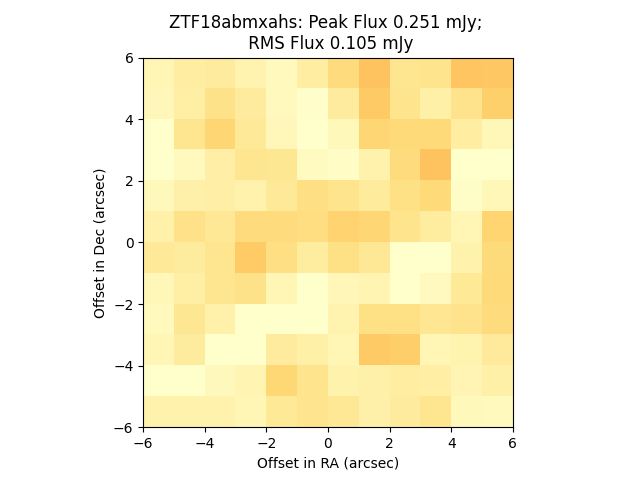 ZTF18abmxahs: Peak Flux 0.251 mJy;
RMS Flux 0.105 mJy
6
4
2
0
−2
−4
−6
Offset in Dec (arcsec)
−6 −4 −2 0 2 4 6
Offset in RA (arcsec)